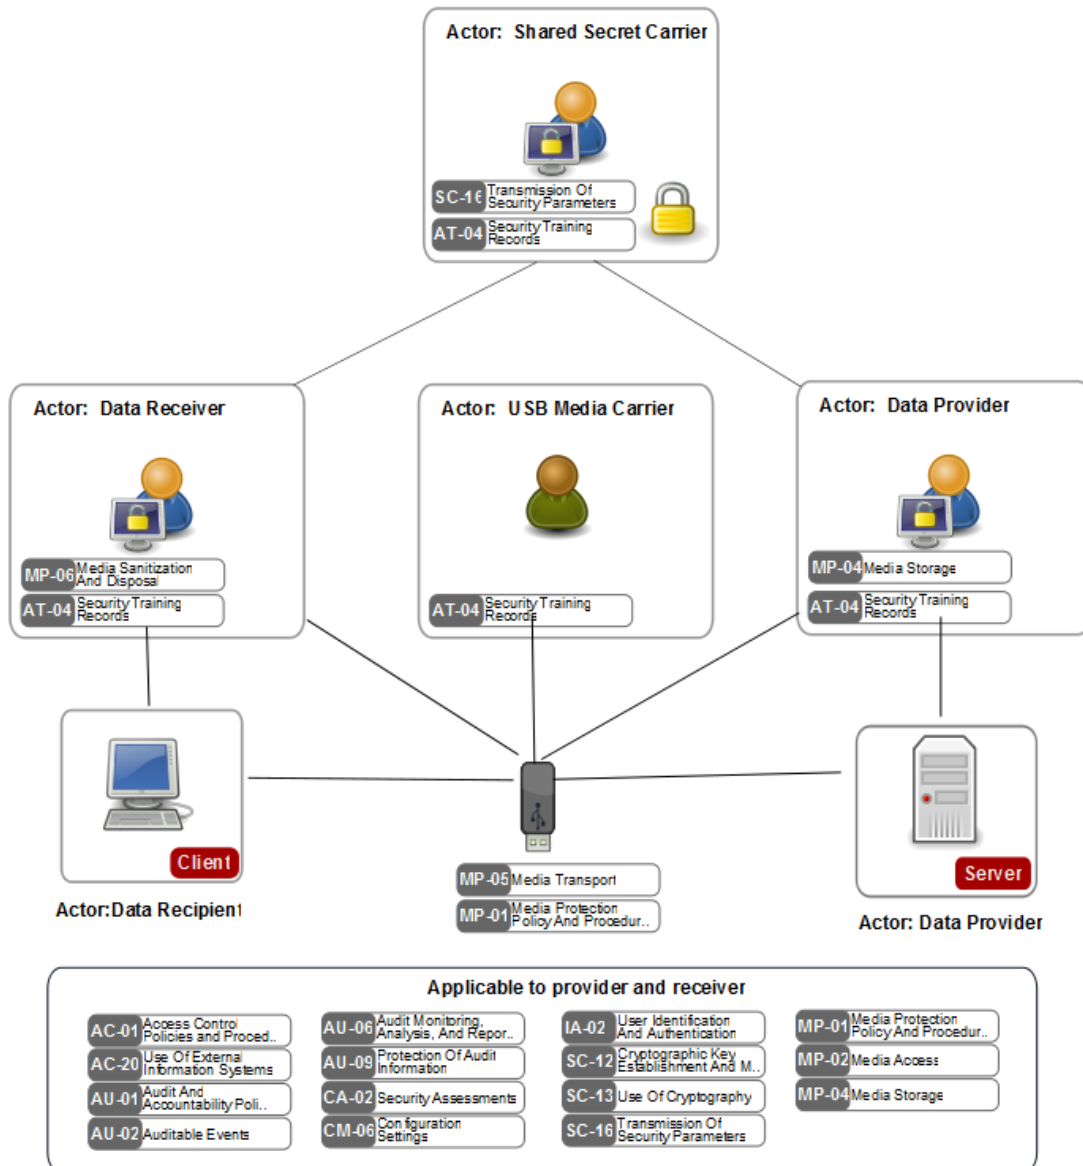 Actor:  Shared Secret Carrier
SC-16 Transmission Of
Security Parameters
AT-04 Security Training
Records
Actor:  Data Receiver
MP-06 Media Sanitization
And Disposal
AT-04 Security Training
Records
Actor:  USB Media Carrier
AT-04 Security Training
Records
Actor:  Data Provider
MP-04 Media Storage
AT-04 Security Training
Records
Client
Actor:Data Recipient
MP-05 Media Transport
MP-01 Media Protection
Policy And Procedur..
Server
Actor: Data Provider
Applicable to provider and receiver
AC-01 Access Control
Policies and Proced..
AC-20 Use Of External
Information Systems
AU-01 Audit And
Accountability Poli..
AU-02 Auditable Events
AU-06 Audit Monitoring,
Analysis, And Repor..
AU-09 Protection Of Audit
Information
CA-02 Security Assessments
CM-06 Configuration
Settings
IA-02 User Identification
And Authentication
SC-12 Cryptographic Key
Establishment And M..
SC-13 Use Of Cryptography
SC-16 Transmission Of
Security Parameters
MP-01 Media Protection
Policy And Procedur..
MP-02 Media Access
MP-04 Media Storage